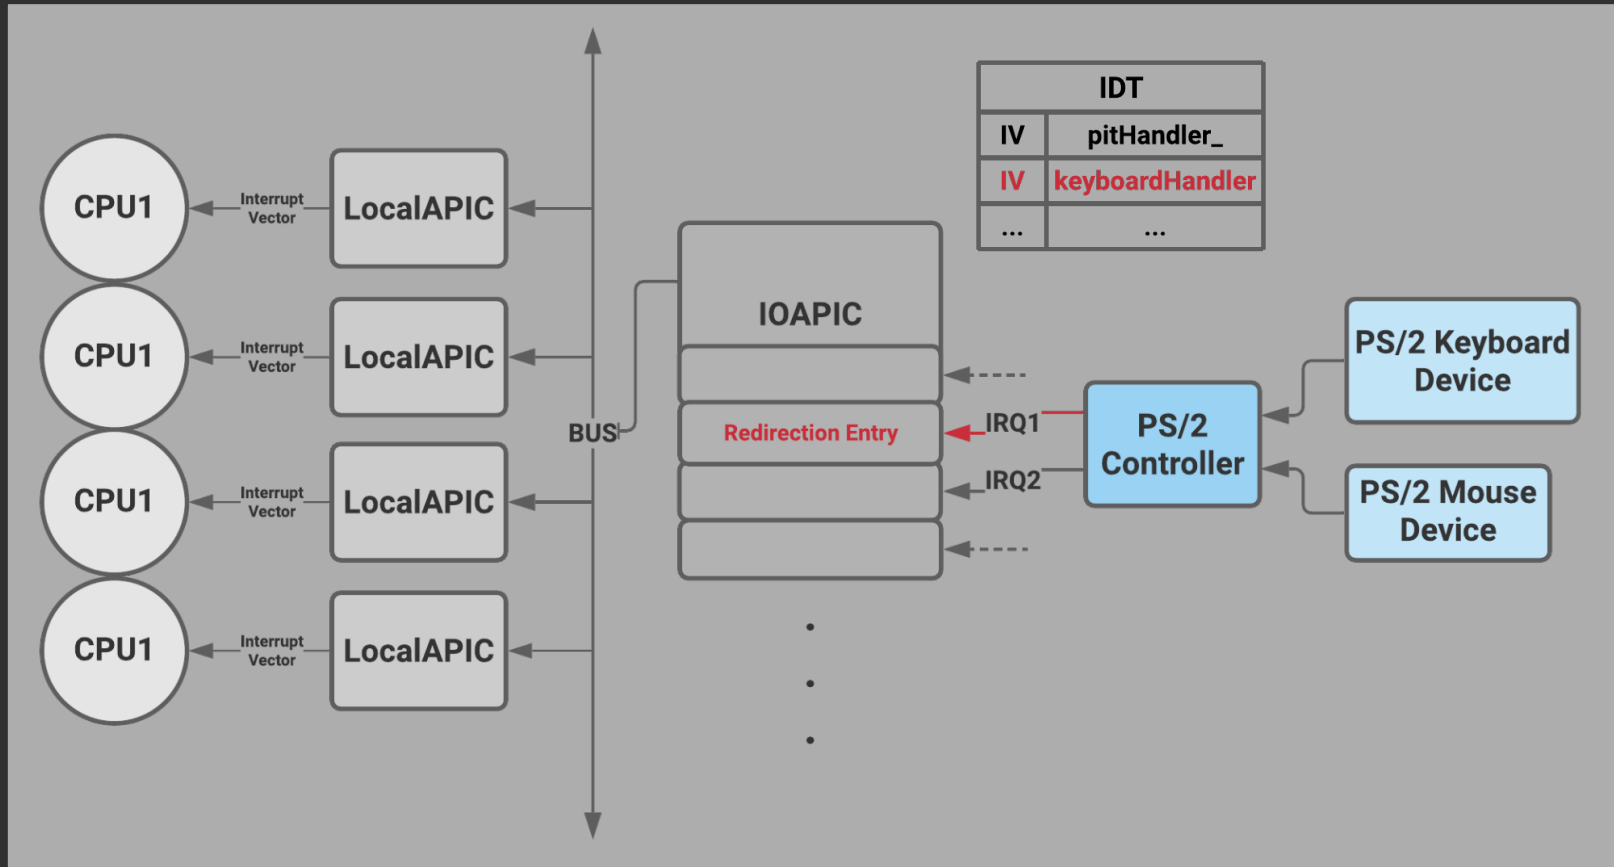 IDT
IV pitHandler_
IV keyboardHandler
... ...
CPU1
Interrupt
Vector
LocalAPIC
CPU1
Interrupt
Vector
LocalAPIC
CPU1
Interrupt
Vector
LocalAPIC
CPU1
Interrupt
Vector
LocalAPIC
BUS
IOAPIC
Redirection Entry
IRQ1
IRQ2
PS/2
Controller
PS/2 Keyboard
Device
PS/2 Mouse
Device